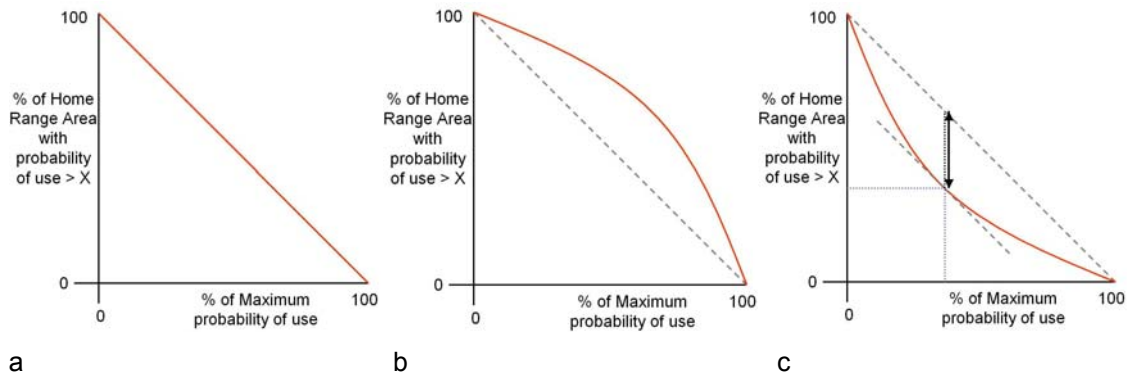 100
% of Home
Range Area
with
probability
of use > X
0
0
% of Maximum
probability of use
100
a
100
% of Home
Range Area
with
probability
of use > X
0
0
% of Maximum
probability of use
100
b
100
% of Home
Range Area
with
probability
of use > X
0
0
% of Maximum
probability of use
100
c